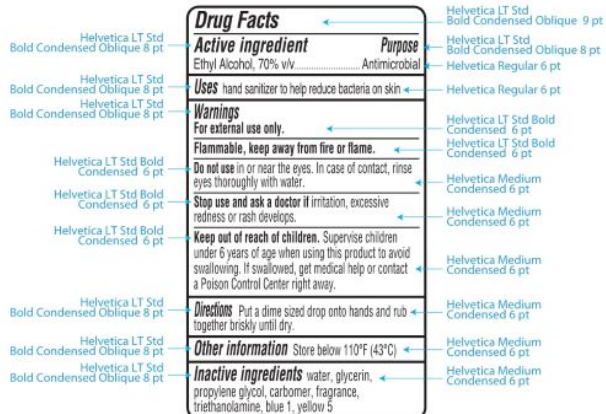 Drug Facts
Helvetica LT Std
Bold Condensed Oblique 9 pt
Helvetica LT Std
Bold Condensed Oblique 8 pt
Active ingredient Purpose
Helvetica LT Std
Bold Condensed Oblique 8 pt
Ethyl Alcohol, 70% v/v Antimicrobial
Helvetica Regular 6 pt
Helvetica LT Std
Bold Condensed Oblique 8 pt
Uses hand sanitizer to help reduce bacteria on skin
Helvetica Regular 6 pt
Helvetica LT Std
Bold Condensed Oblique 8 pt
Warnings
For external use only.
Helvetica LT Std Bold
Condensed 6 pt
Flammable, keep away from fire or flame.
Helvetica LT Std Bold
Condensed 6 pt
Helvetica LT Std Bold
Condensed 6 pt
Do not use in or near the eyes. In case of contact, rinse
eyes thoroughly with water.
Helvetica Medium
Condensed 6 pt
Helvetica LT Std Bold
Condensed 6 pt
Stop use and ask a doctor if irritation, excessive
redness or rash develops.
Helvetica Medium
Condensed 6 pt
Helvetica LT Std Bold
Condensed 6 pt
Keep out of reach of children. Supervise children
under 6 years of age when using this product to avoid
swallowing. If swallowed, get medical help or contact
a Poison Control Center right away.
Helvetica Medium
Condensed 6 pt
Helvetica LT Std
Bold Condensed Oblique 8 pt
Directions Put a dime sized drop onto hands and rub
together briskly until dry.
Helvetica Medium
Condensed 6 pt
Helvetica LT Std
Bold Condensed Oblique 8 pt
Other information Store below 110°F (43°C)
Helvetica Medium
Condensed 6 pt
Helvetica LT Std
Bold Condensed Oblique 8 pt
Inactive ingredients water, glycerin,
propylene glycol, carbomer, fragrance,
triethanolamine, blue 1, yellow 5
Helvetica Medium
Condensed 6 pt